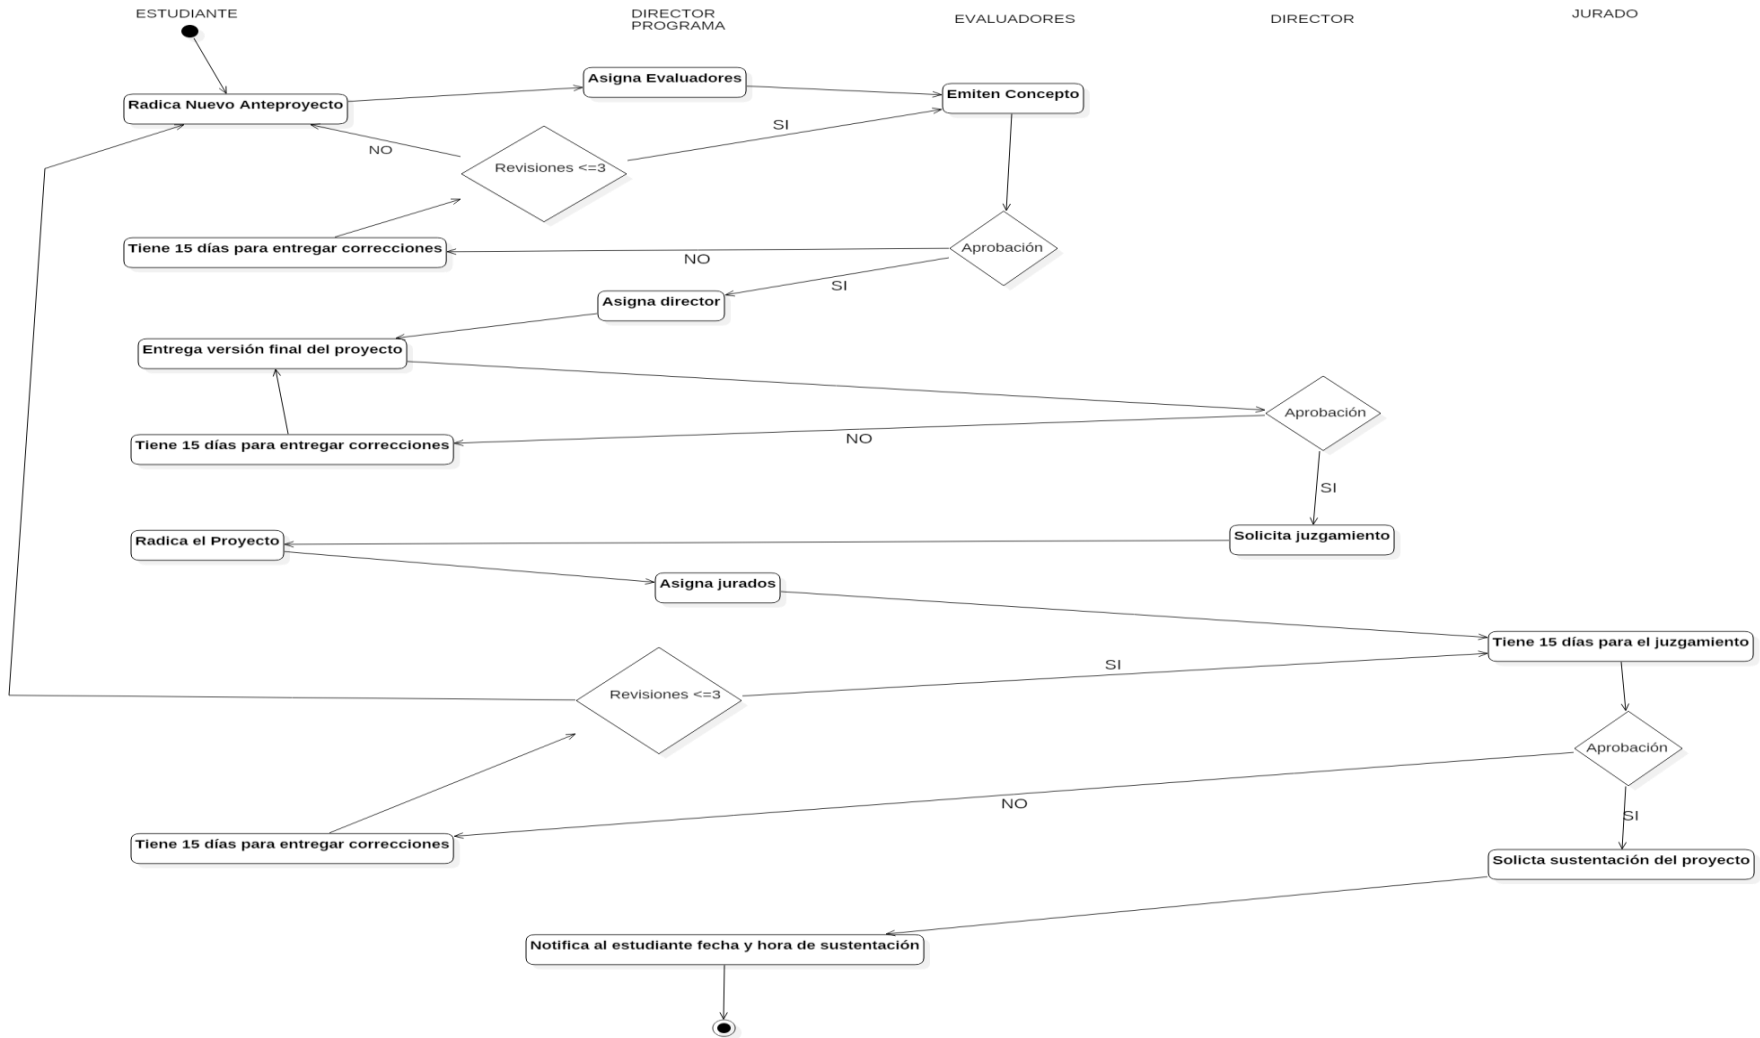 ESTUDIANTE
DIRECTOR
PROGRAMA
EVALUADORES
DIRECTOR
JURADO
Asigna Evaluadores
Emiten Concepto
Radica Nuevo Anteproyecto
SI
NO
Revisiones <=3
Tiene 15 días para entregar correcciones
Aprobación
NO
SI
Asigna director
Entrega versión final del proyecto
Aprobación
NO
Tiene 15 días para entregar correcciones
SI
Solicita juzgamiento
Radica el Proyecto
Asigna jurados
Tiene 15 días para el juzgamiento
SI
Revisiones <=3
Aprobación
NO
SI
Tiene 15 días para entregar correcciones
Solicta sustentación del proyecto
Notifica al estudiante fecha y hora de sustentación